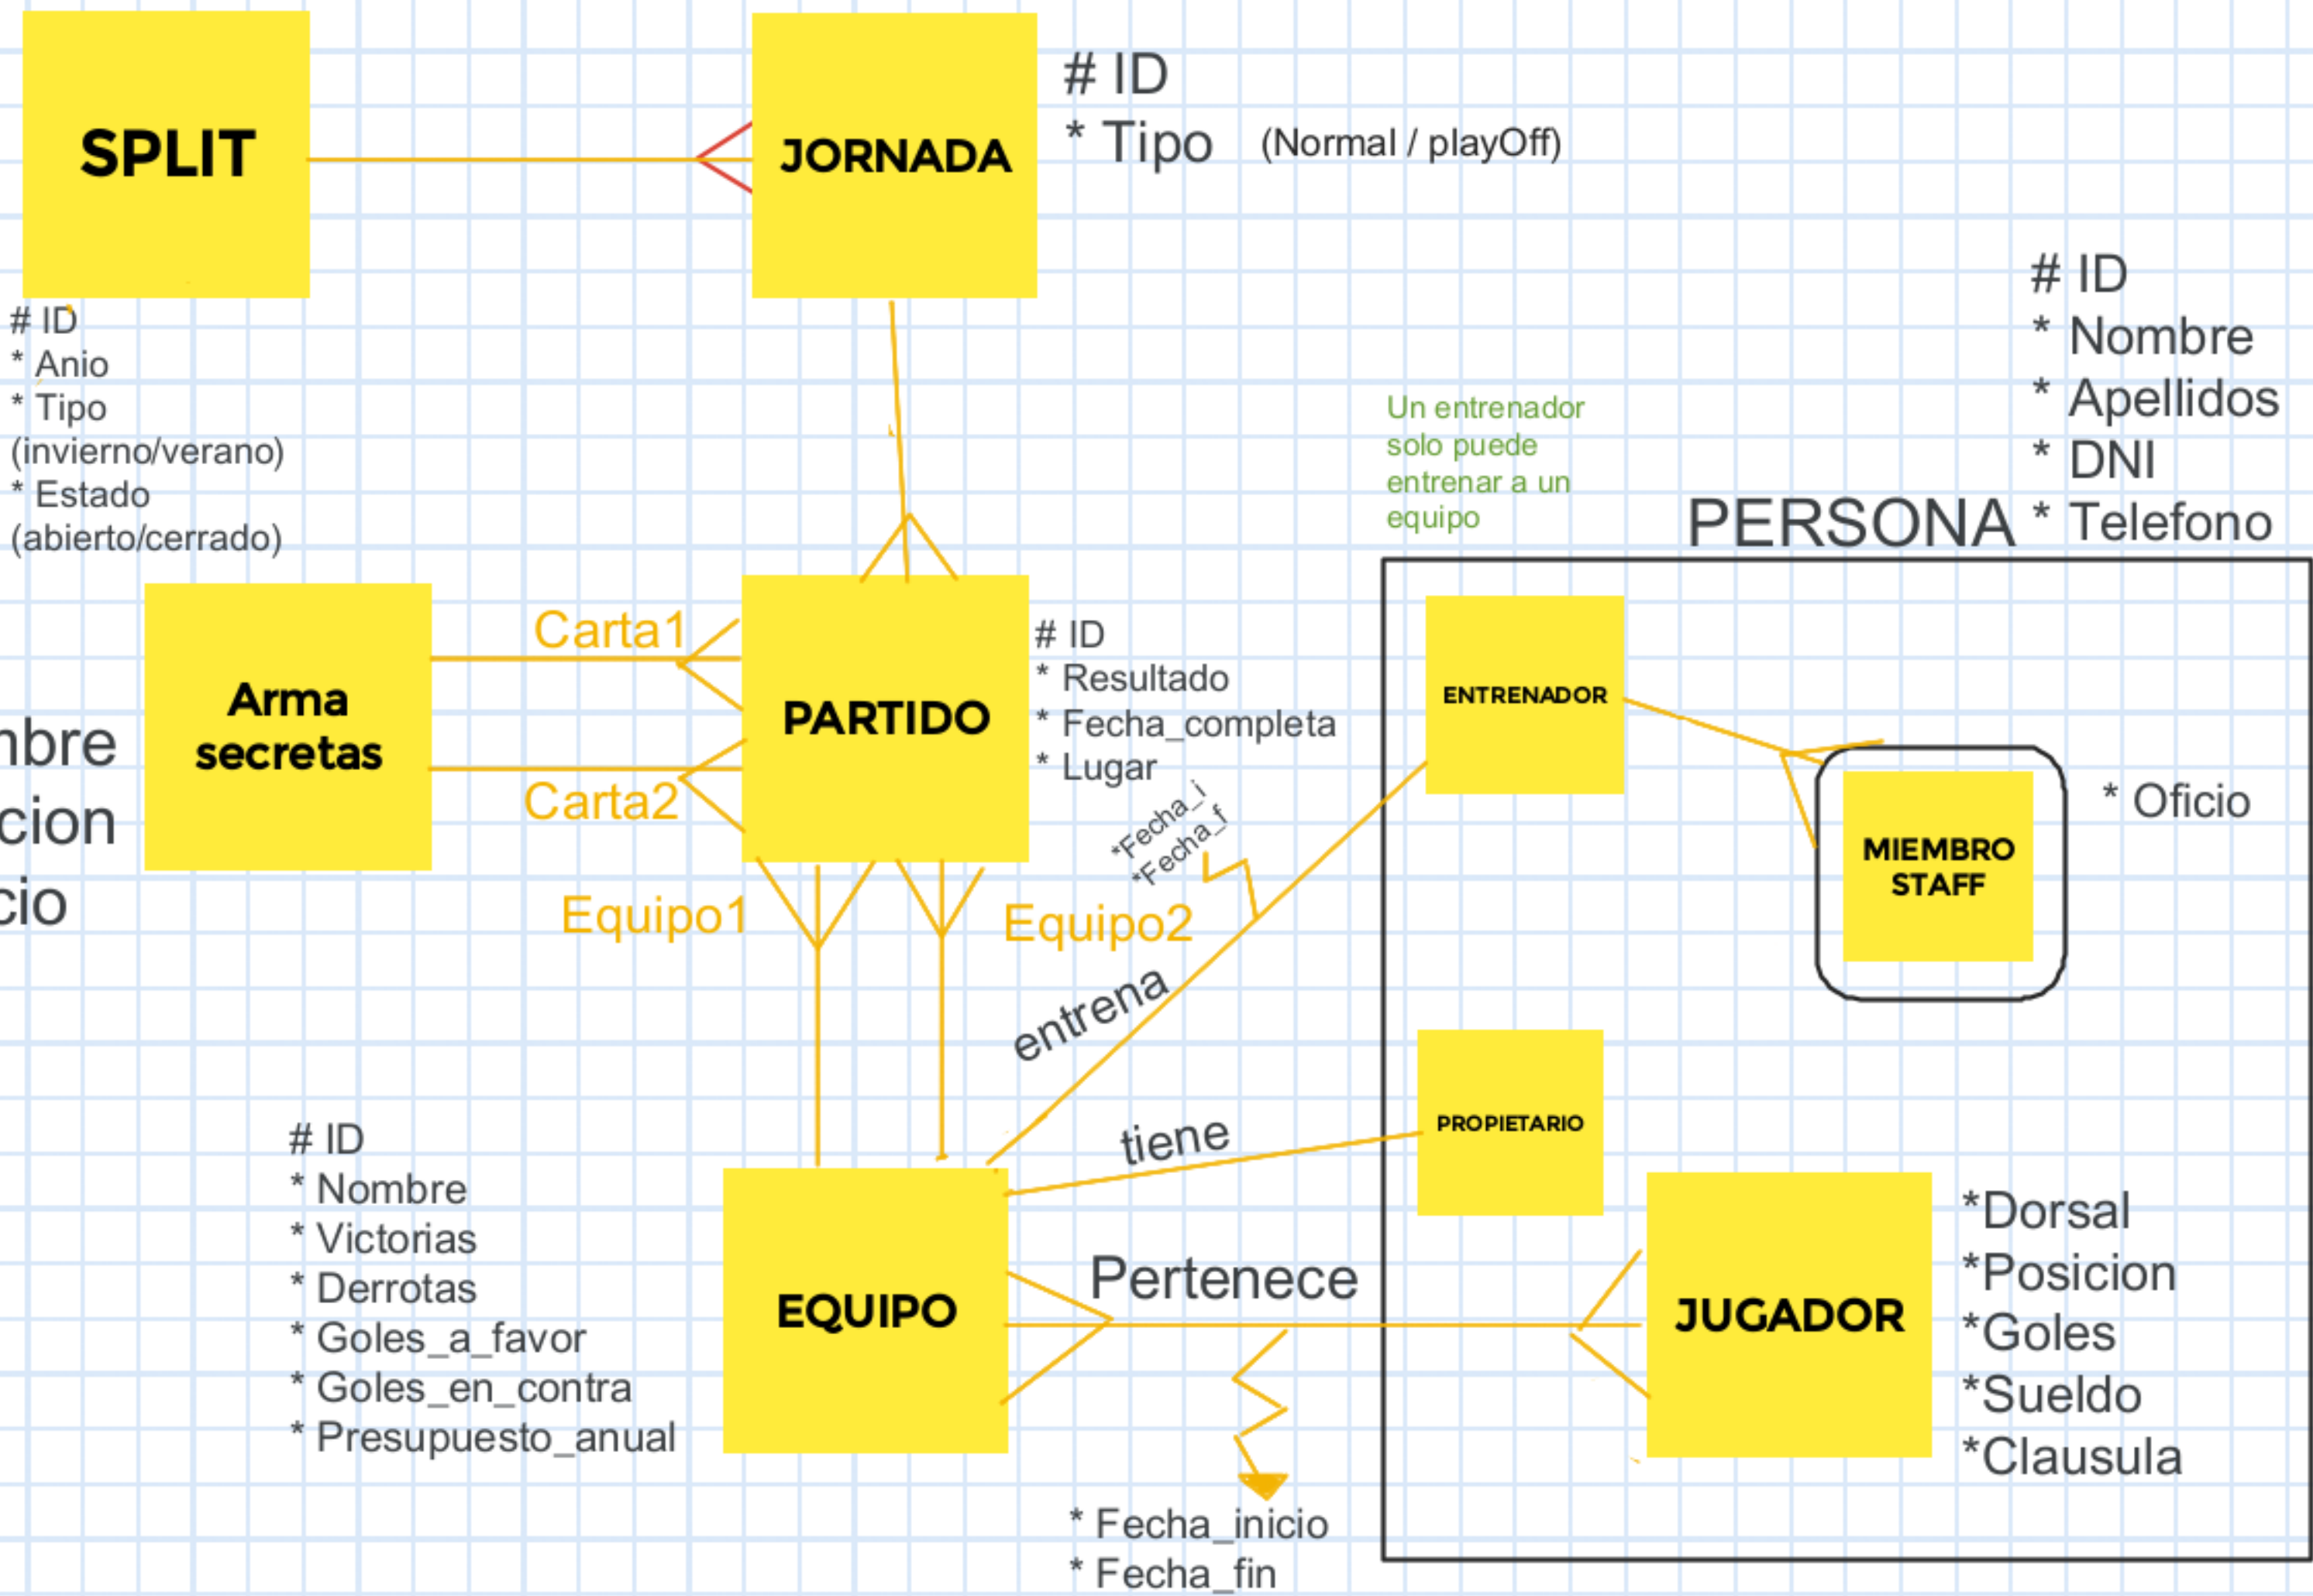 SPLIT
JORNADA
# ID
* Tipo (Normal / playOff)
# ID
* Anio
* Tipo
(invierno/verano)
* Estado
(abierto/cerrado)
# ID
* Nombre
* Apellidos
* DNI
* Telefono
PERSONA
Un entrenador
solo puede
entrenar a un
equipo
Arma
secretas
Carta1
Carta2
PARTIDO
# ID
* Resultado
* Fecha_completa
* Lugar
*Fecha_i
*Fecha_f
Equipo1
Equipo2
ENTRENADOR
MIEMBRO
STAFF
* Oficio
entrena
tiene
PROPIETARIO
# ID
* Nombre
* Victorias
* Derrotas
* Goles_a_favor
* Goles_en_contra
* Presupuesto_anual
EQUIPO
Pertenece
JUGADOR
*Dorsal
*Posicion
*Goles
*Sueldo
*Clausula
* Fecha_inicio
* Fecha_fin